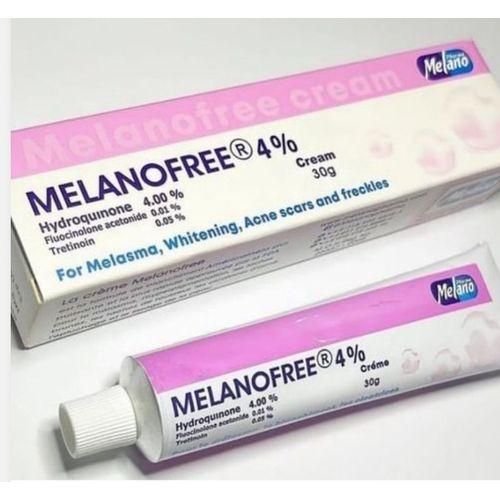 Melanofree cream
Pharma
Melano
MELANOFREE® 4%
Cream
30g
Hydroquinone 4.00 %
Fluocinolone acetonide 0.01 %
Tretinoin 0.05 %
For Melasma, Whitening, Acne scars and freckles
La crème Melanofree
Melano
MELANOFREE® 4%
Créme
30g
Hydroquinone 4.00 %
Fluocinolone acetonide 0.01 %
Tretinoin 0.05 %